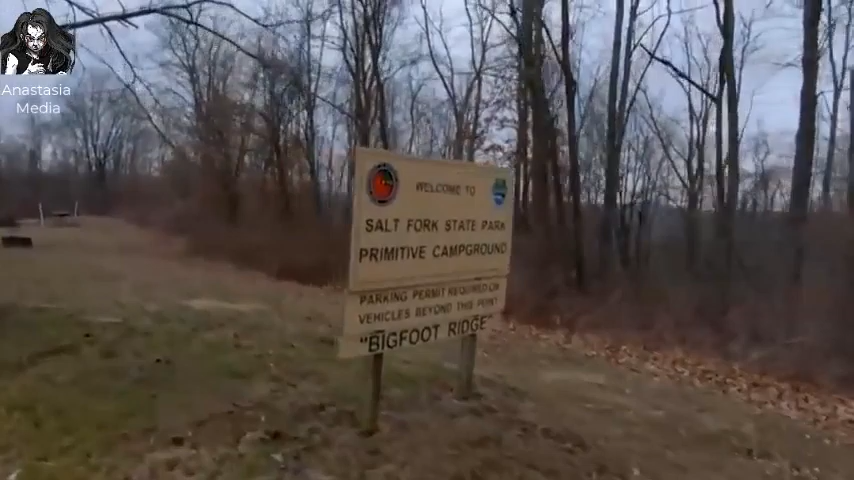 Anastasia
Media
WELCOME TO
SALT FORK STATE PARK
PRIMITIVE CAMPGROUND
PARKING PERMIT REQUIRED ON
VEHICLES BEYOND THIS POINT
"BIGFOOT RIDGE"